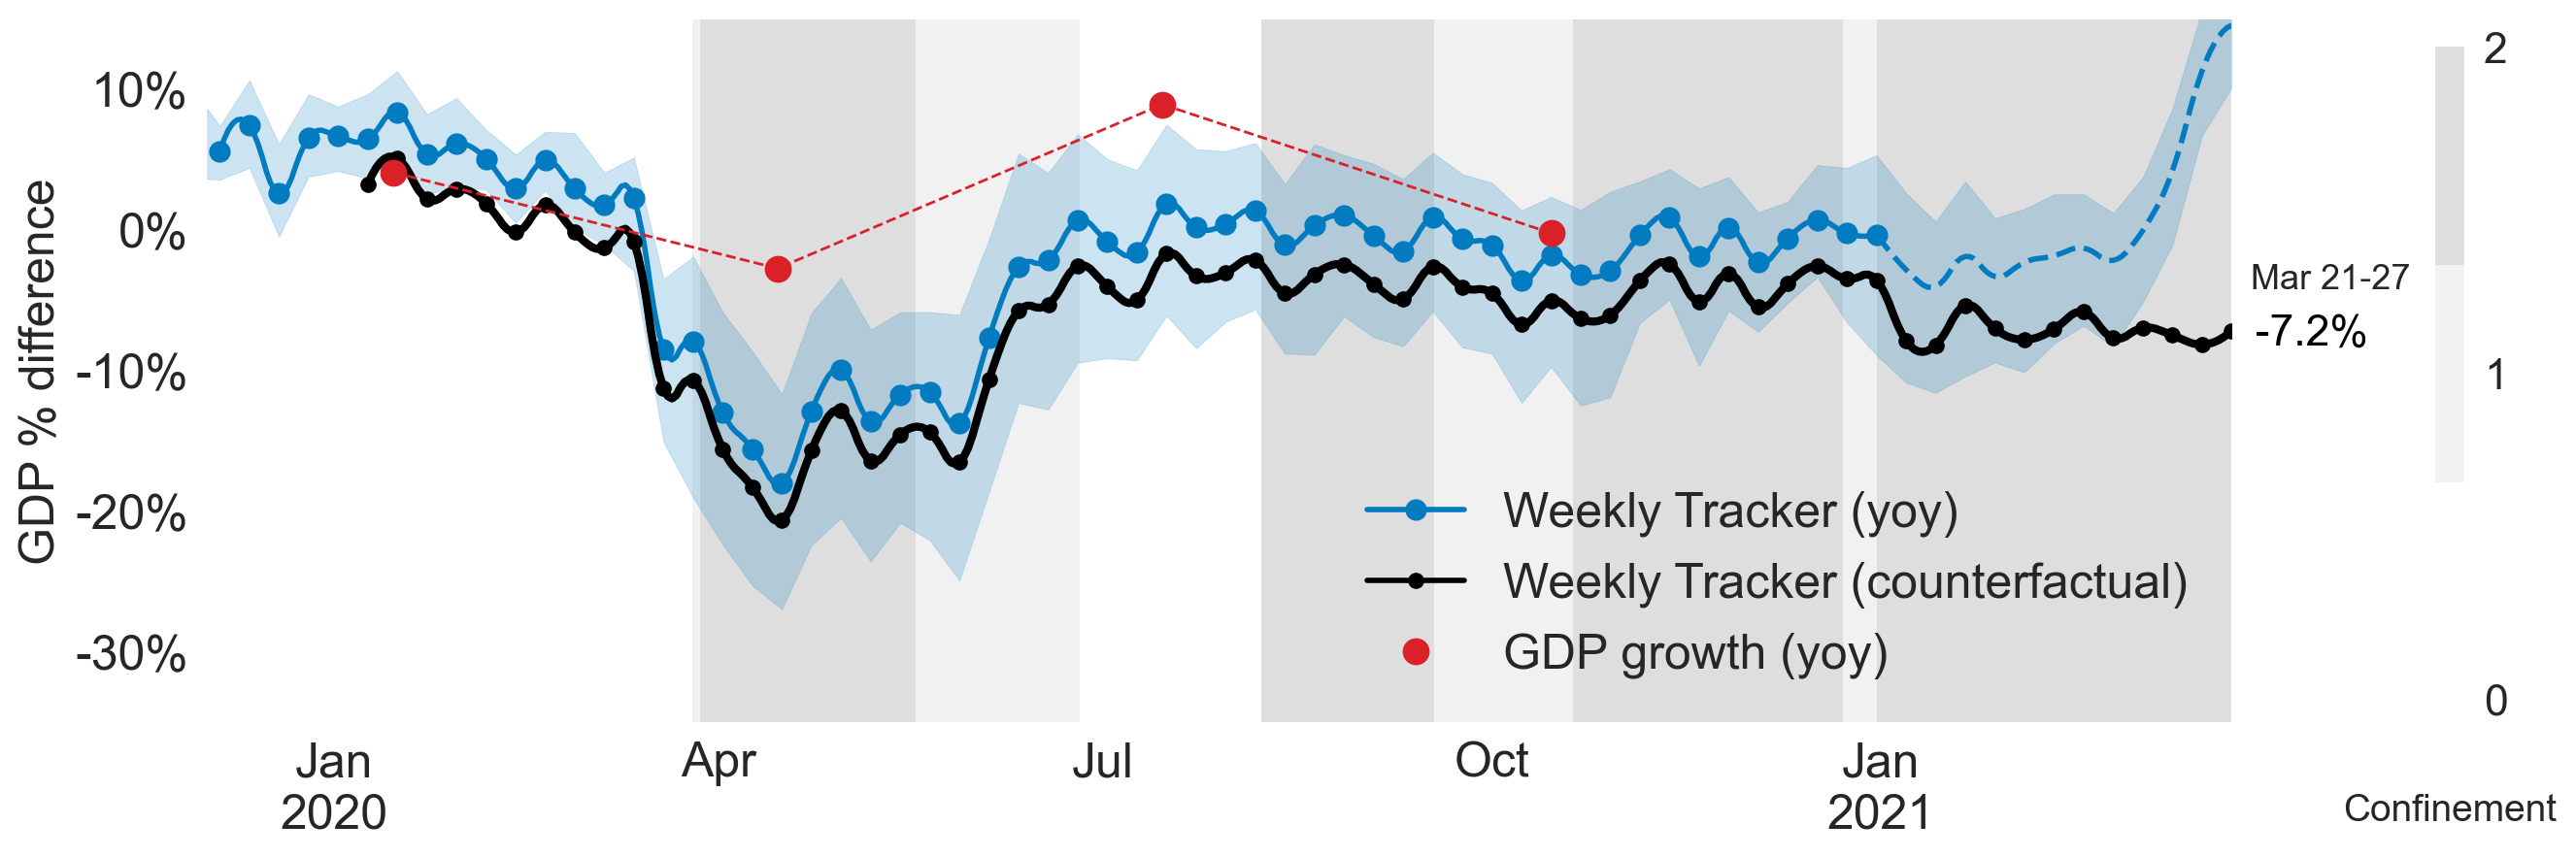 GDP % difference
10%
0%
-10%
-20%
-30%
Jan
2020
Apr
Jul
Oct
Jan
2021
Weekly Tracker (yoy)
Weekly Tracker (counterfactual)
GDP growth (yoy)
Mar 21-27
-7.2%
2
1
0
Confinement